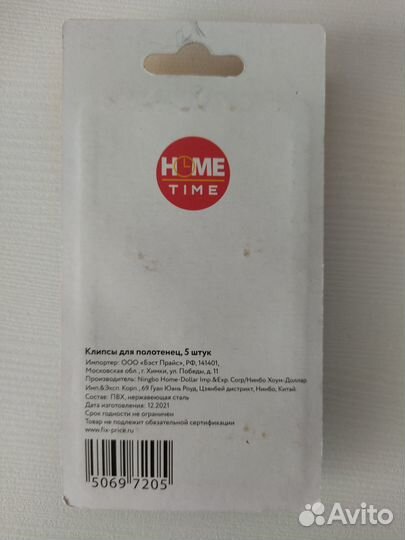 HOME
TIME
Клипсы для полотенец, 5 штук
Импортер: ООО «Бэст Прайс», РФ, 141401,
Московская обл., г. Химки, ул. Победы, д. 11
Производитель: Ningbo Home-Dollar Imp.&Exp. Corp/Нинбо Хоум-Доллар
Имп.&Эксп. Корп., 69 Гуан Юань Роуд, Цзянбей дистрикт, Нинбо, Китай.
Состав: ПВХ, нержавеющая сталь
Дата изготовления: 12.2021
Срок годности не ограничен
Товар не подлежит обязательной сертификации
www.fix-price.ru
5069 7205
Avito